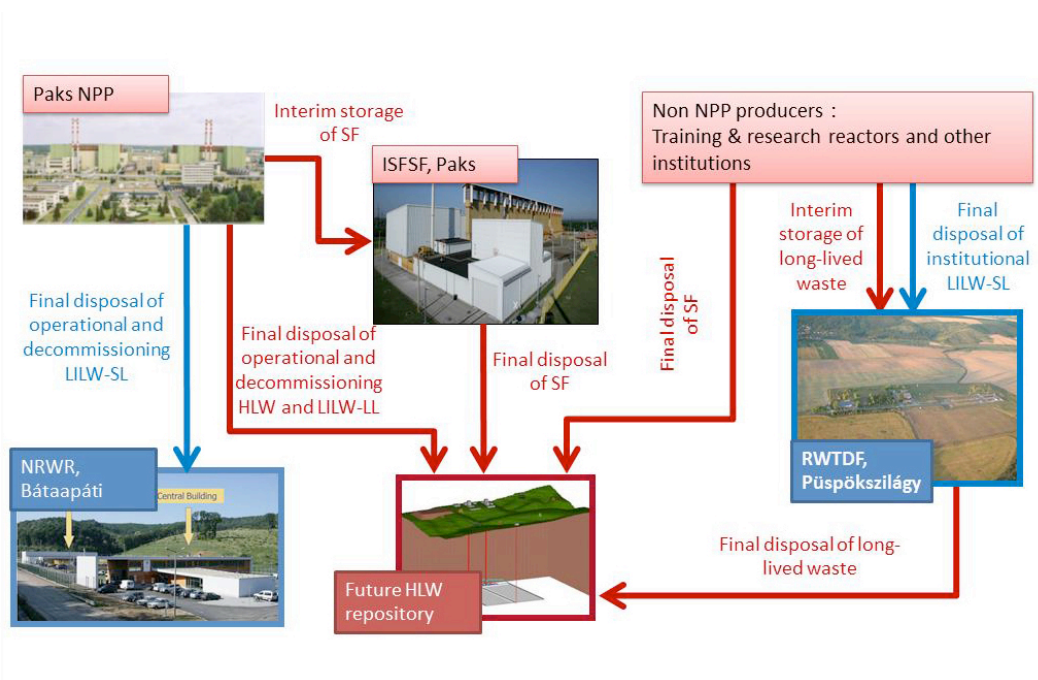 Paks NPP
Interim storage
of SF
ISFSF, Paks
Non NPP producers :
Training & research reactors and other
institutions
Interim
storage of
long-lived
waste
Final
disposal of
institutional
LILW-SL
Final disposal of
operational and
decommissioning
LILW-SL
Final disposal of
operational and
decommissioning
HLW and LILW-LL
Final disposal
of SF
Final disposal
of SF
NRWR,
Bátaapáti
Central Building
RWTDF,
Püspökszilágy
Final disposal of long-
lived waste
Future HLW
repository